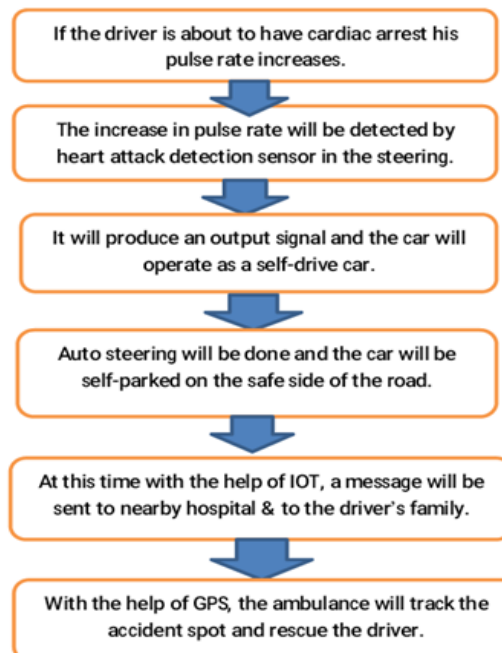 If the driver is about to have cardiac arrest his
pulse rate increases.
The increase in pulse rate will be detected by
heart attack detection sensor in the steering.
It will produce an output signal and the car will
operate as a self-drive car.
Auto steering will be done and the car will be
self-parked on the safe side of the road.
At this time with the help of IOT, a message will be
sent to nearby hospital & to the driver's family.
With the help of GPS, the ambulance will track the
accident spot and rescue the driver.